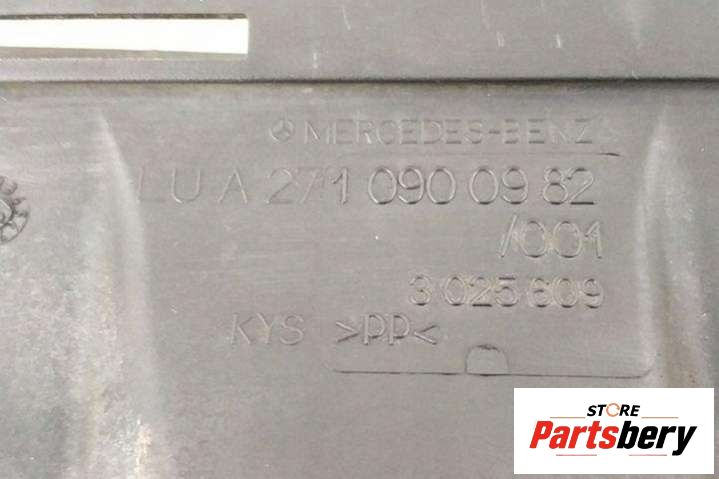 MERCEDES-BENZ
LU A 271 090 09 82
/001
3 025 609
KYS >PP<
STORE
Partsbery